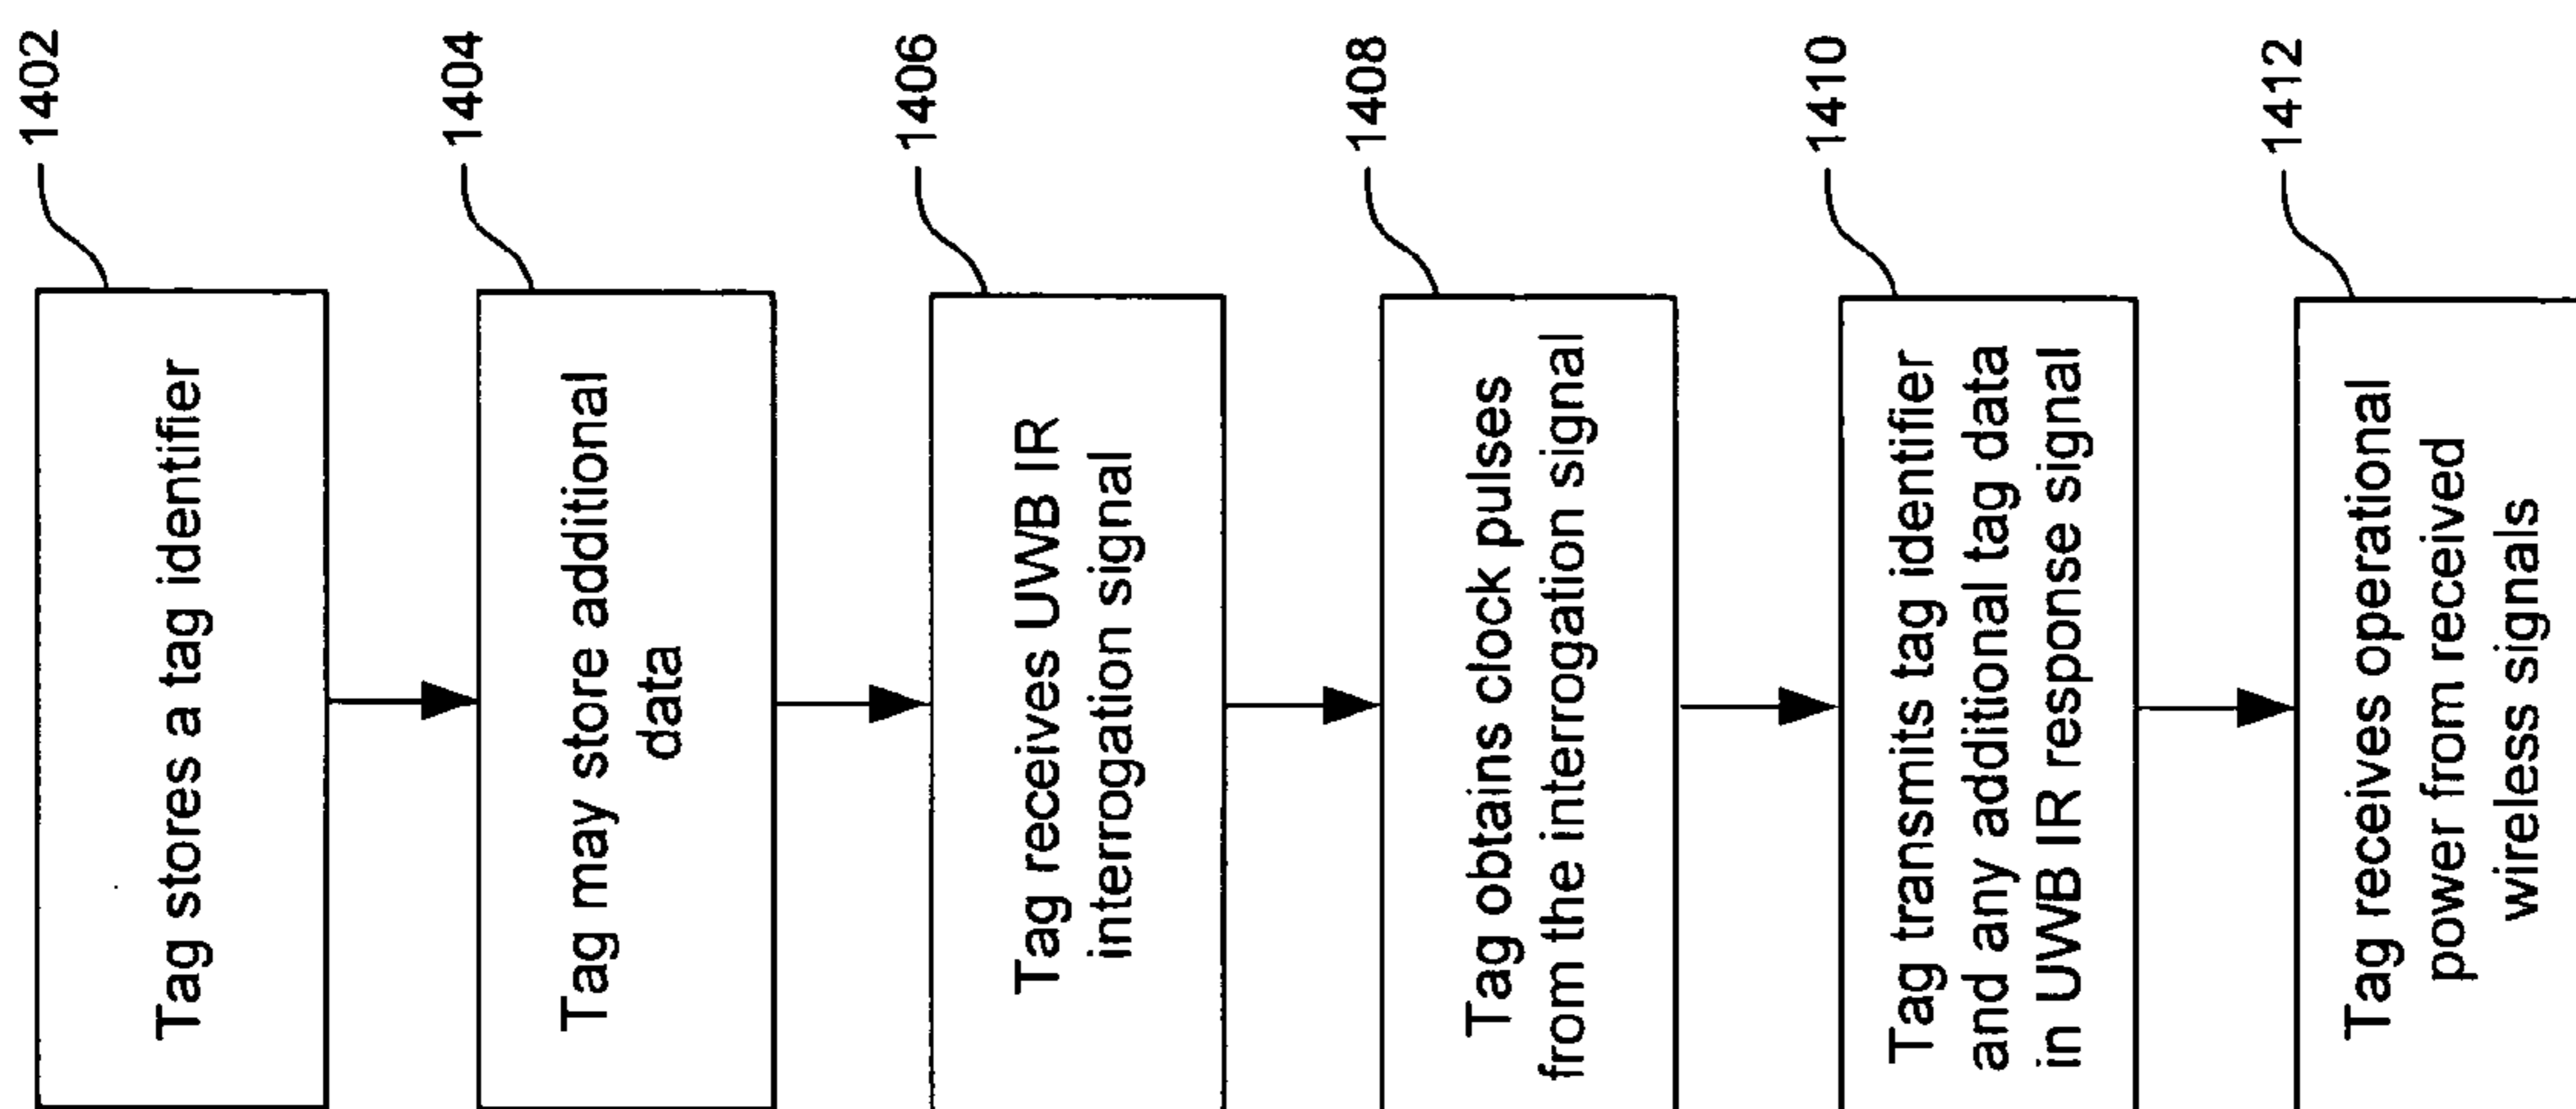 1402
Tag stores a tag identifier
1404
Tag may store additional
data
1406
Tag receives UWB IR
interrogation signal
1408
Tag obtains clock pulses
from the interrogation signal
1410
Tag transmits tag identifier
and any additional tag data
in UWB IR response signal
1412
Tag receives operational
power from received
wireless signals